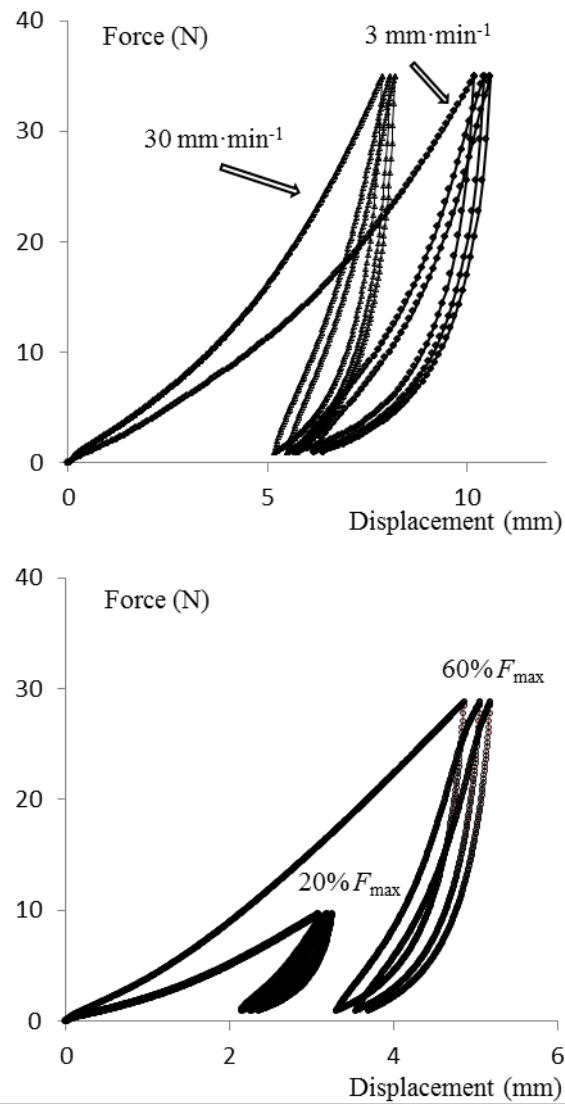 40
Force (N)
3 mm·min⁻¹
30
30 mm·min⁻¹
20
10
0
0 5 10
Displacement (mm)
40
Force (N)
60% Fmax
30
20
20% Fmax
10
0
0 2 4 6
Displacement (mm)